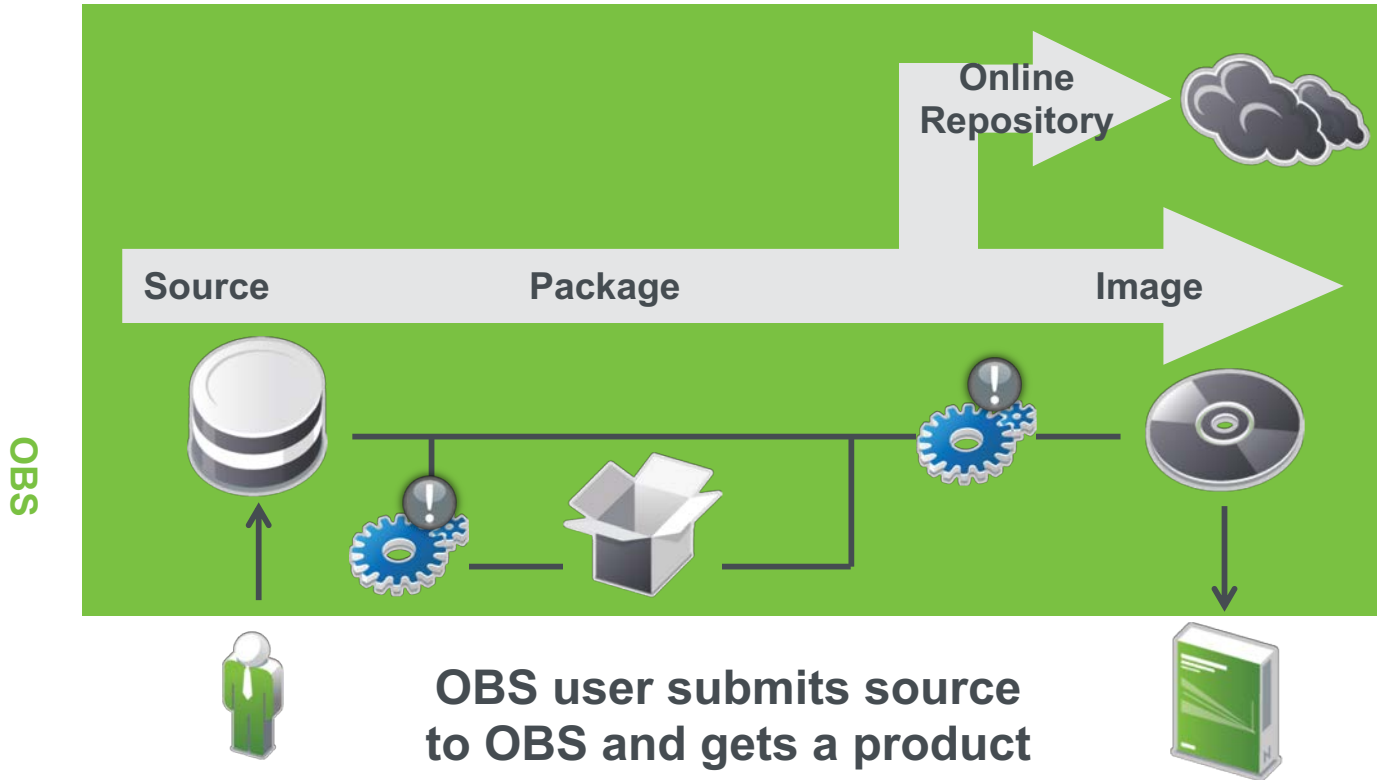 Online
Repository
Source
Package
Image
OBS
OBS user submits source
to OBS and gets a product